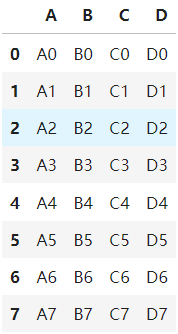 A B C D
0 A0 B0 C0 D0
1 A1 B1 C1 D1
2 A2 B2 C2 D2
3 A3 B3 C3 D3
4 A4 B4 C4 D4
5 A5 B5 C5 D5
6 A6 B6 C6 D6
7 A7 B7 C7 D7